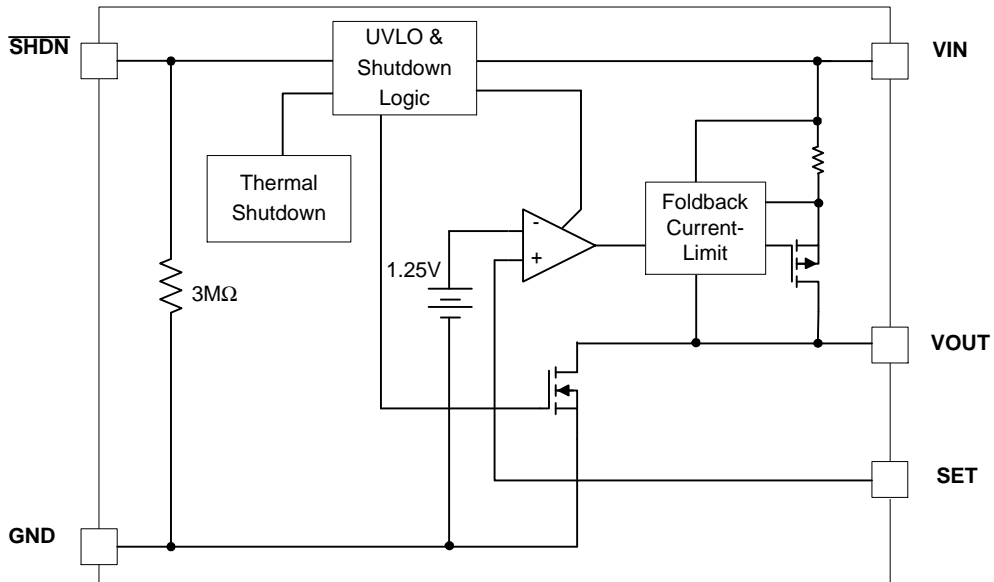 SHDN
UVLO &
Shutdown
Logic
VIN
Thermal
Shutdown
Foldback
Current-
Limit
-
+
1.25V
3MΩ
VOUT
SET
GND